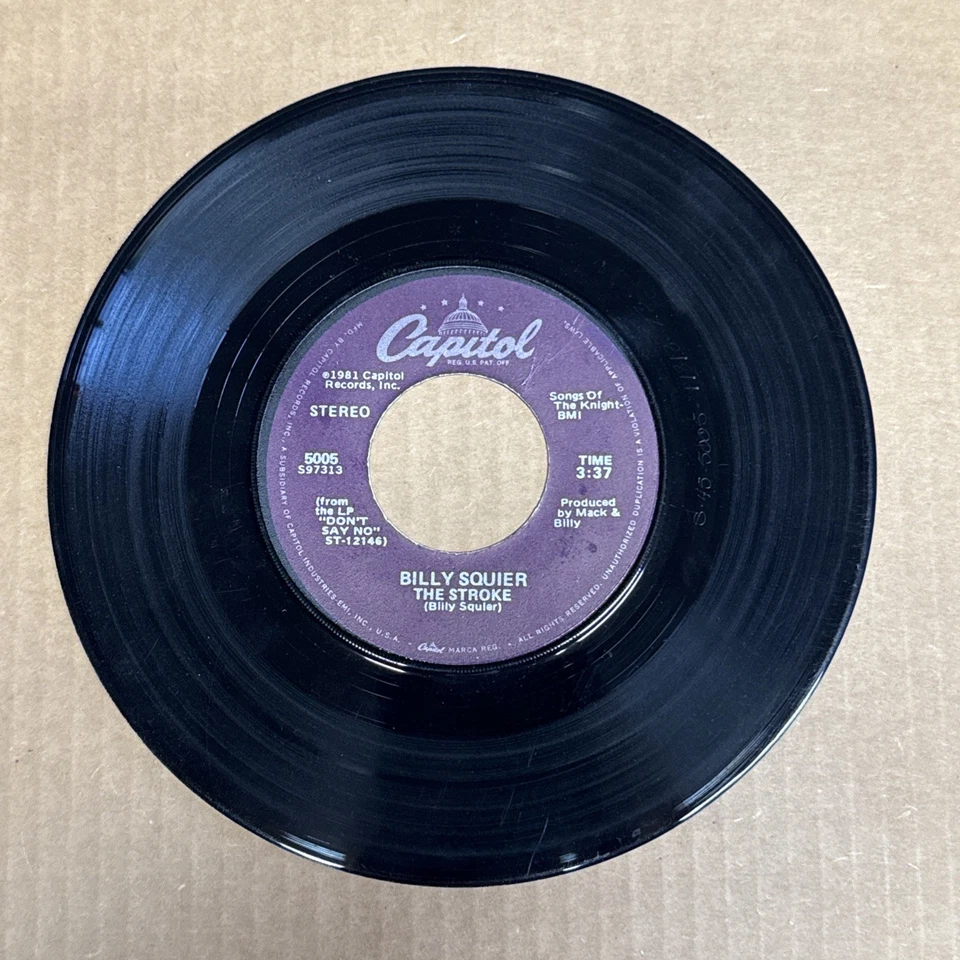 Capitol
REG. U.S. PAT. OFF.
℗1981 Capitol
Records, Inc.
STEREO
5005
S97313
(from
the LP
"DON'T
SAY NO"
ST-12146)
Songs Of
The Knight-
BMI
TIME
3:37
Produced
by Mack &
Billy
BILLY SQUIER
THE STROKE
(Billy Squier)
MFD. BY CAPITOL RECORDS, INC., A SUBSIDIARY OF CAPITOL INDUSTRIES-EMI, INC., U.S.A. • Capitol MARCA REG. • ALL RIGHTS RESERVED. UNAUTHORIZED DUPLICATION IS A VIOLATION OF APPLICABLE LAWS.